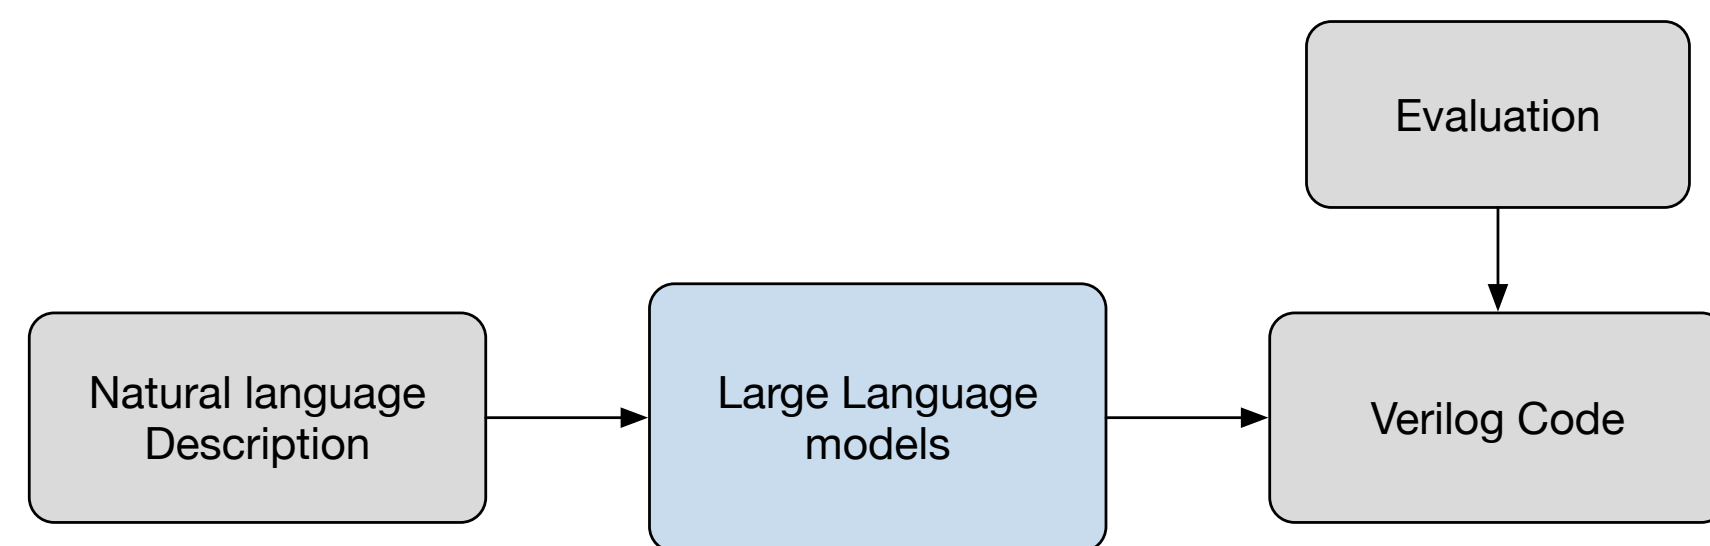 Evaluation
Natural language
Description
Large Language
models
Verilog Code